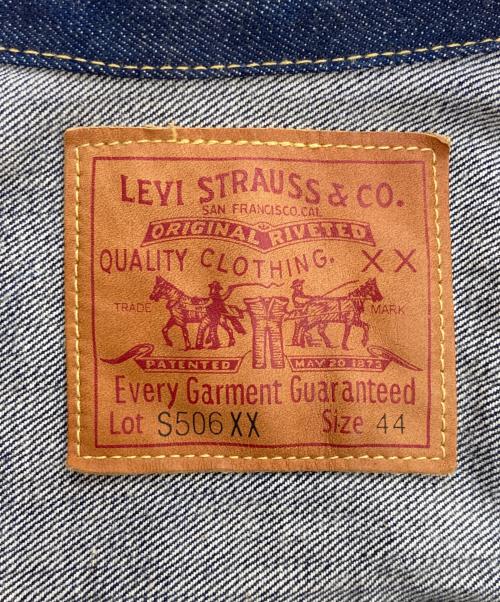 LEVI STRAUSS & CO.
SAN FRANCISCO.CAL.
ORIGINAL RIVETED
QUALITY CLOTHING. XX
TRADE MARK
PATENTED MAY 20 1873
Every Garment Guaranteed
Lot S506XX Size 44